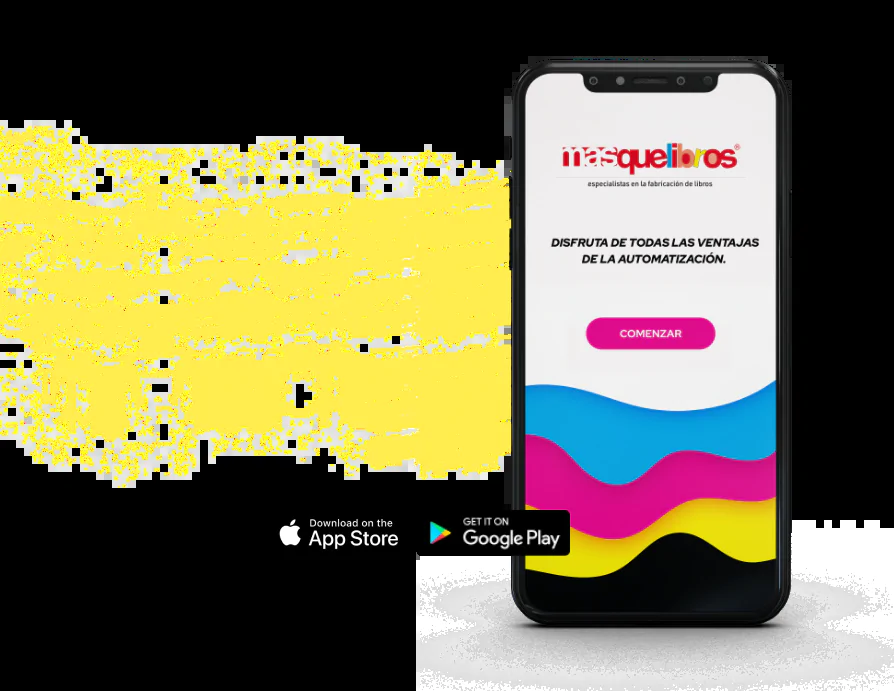 masquelibros®
especialistas en la fabricación de libros
DISFRUTA DE TODAS LAS VENTAJAS
DE LA AUTOMATIZACIÓN.
COMENZAR
Download on the
App Store
GET IT ON
Google Play